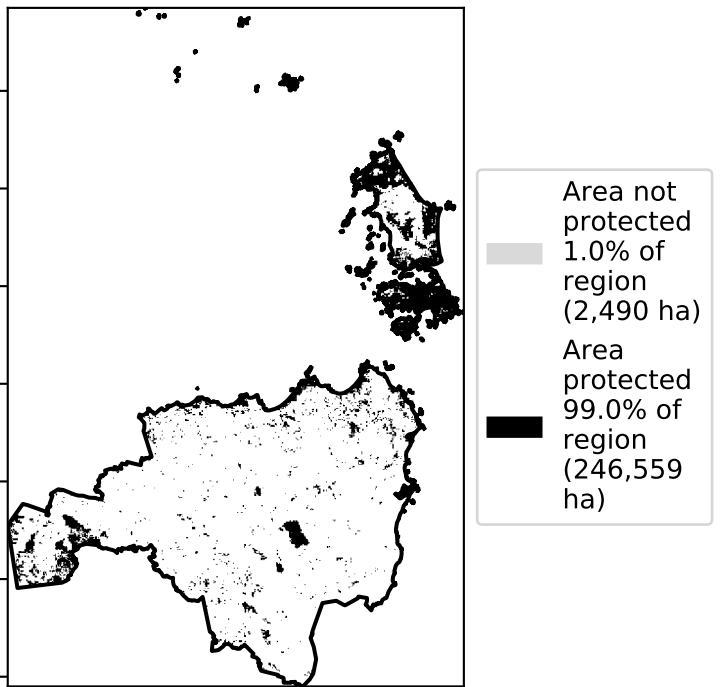 Area not
protected
1.0% of
region
(2,490 ha)
Area
protected
99.0% of
region
(246,559
ha)